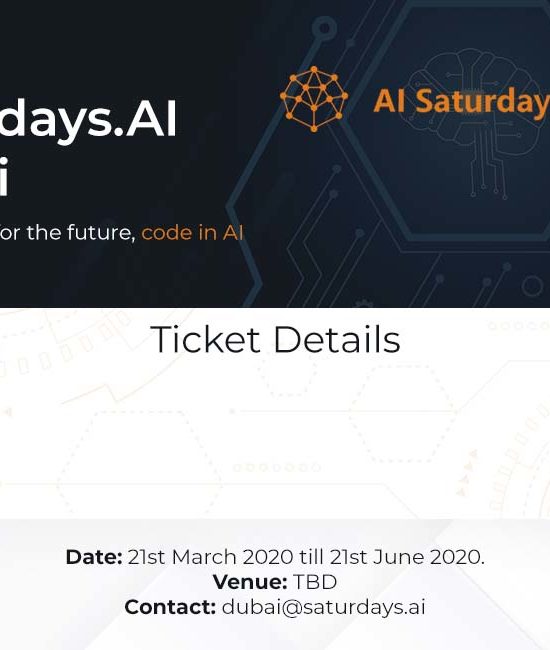 AI Saturday
days.AI
i
for the future, code in AI
Ticket Details
Date: 21st March 2020 till 21st June 2020.
Venue: TBD
Contact: dubai@saturdays.ai